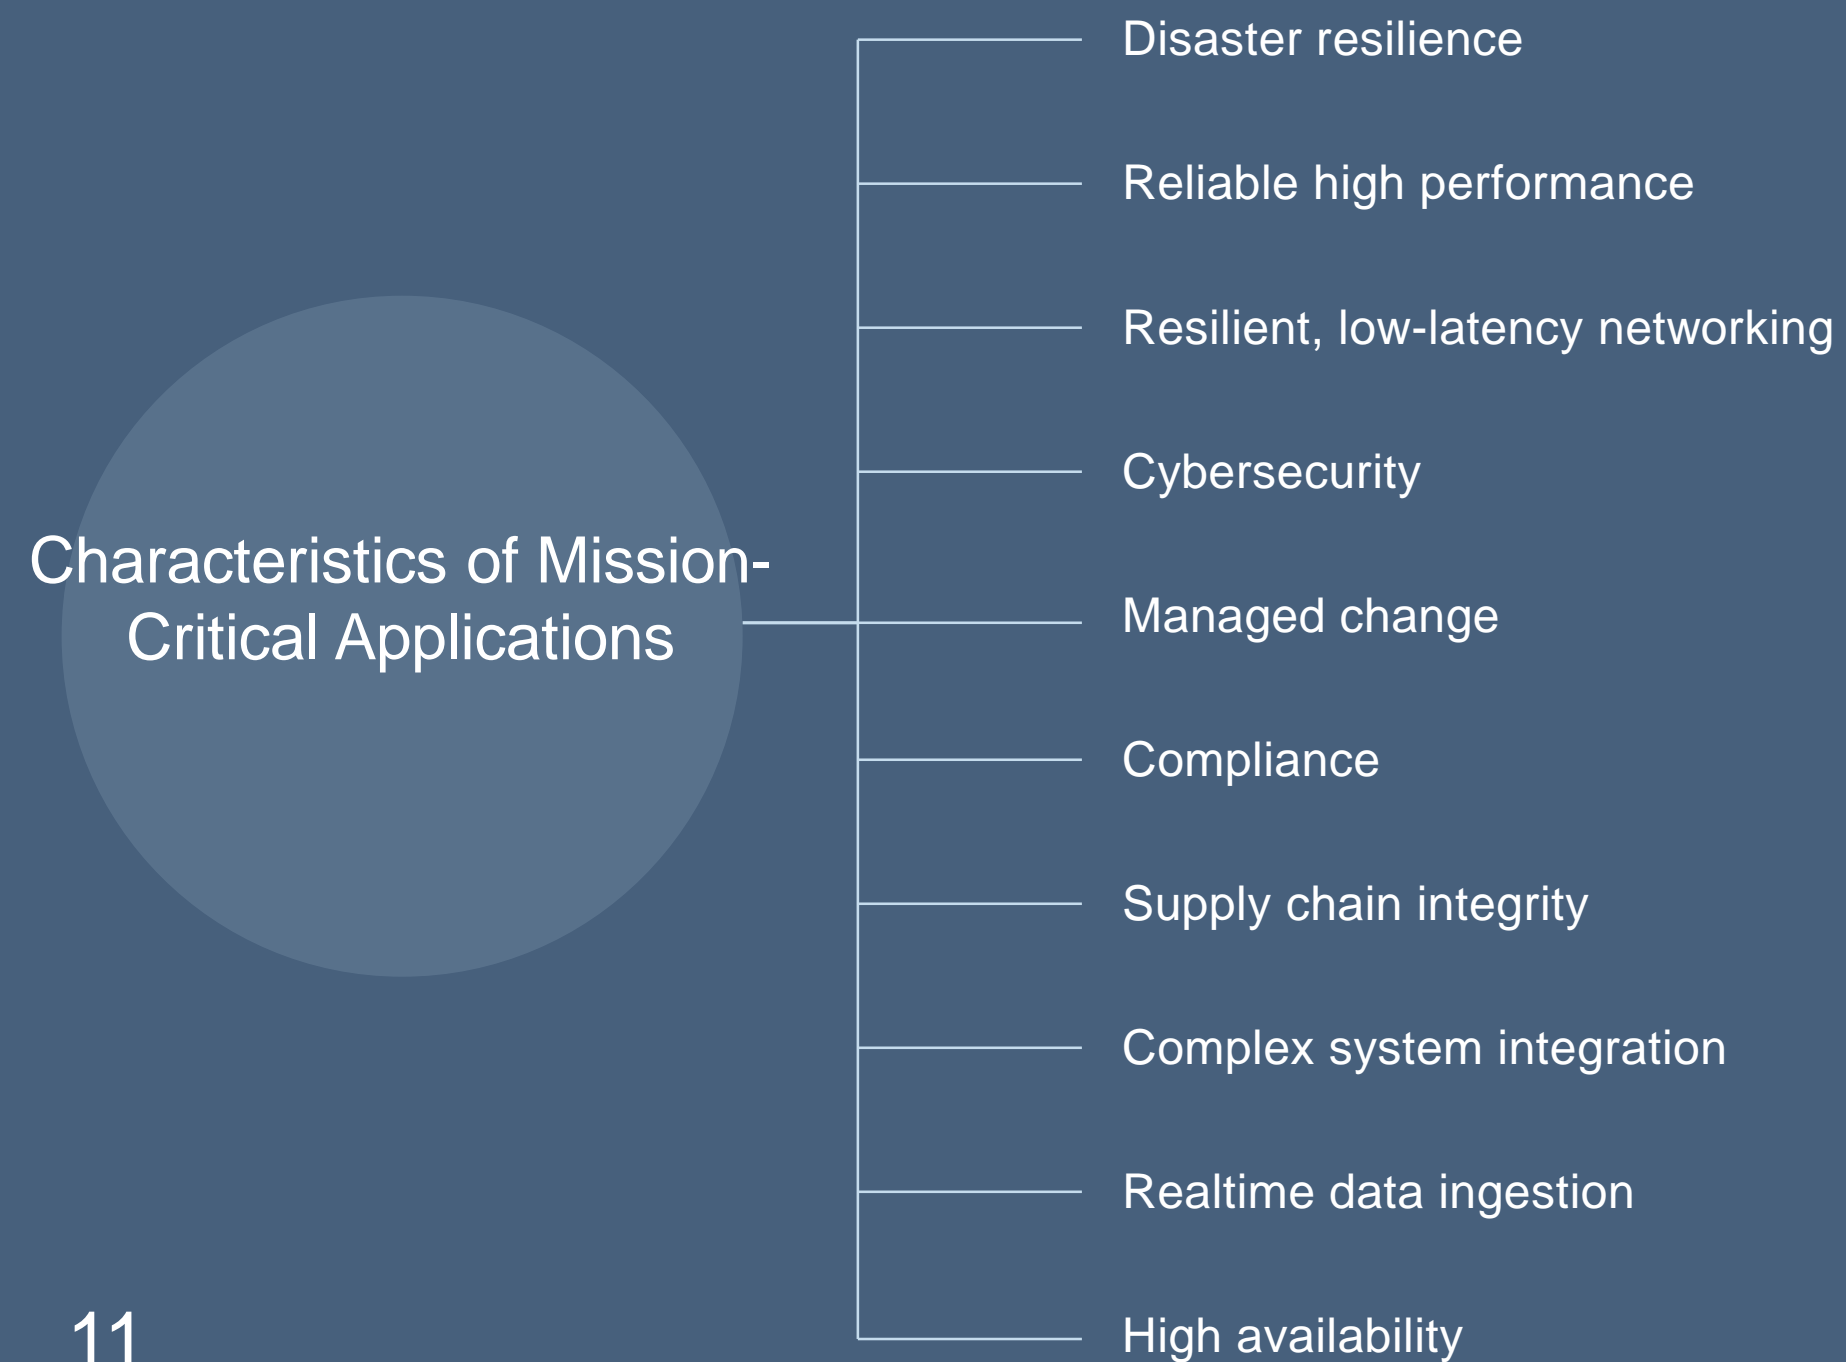 Characteristics of Mission-
Critical Applications
Disaster resilience
Reliable high performance
Resilient, low-latency networking
Cybersecurity
Managed change
Compliance
Supply chain integrity
Complex system integration
Realtime data ingestion
High availability
11